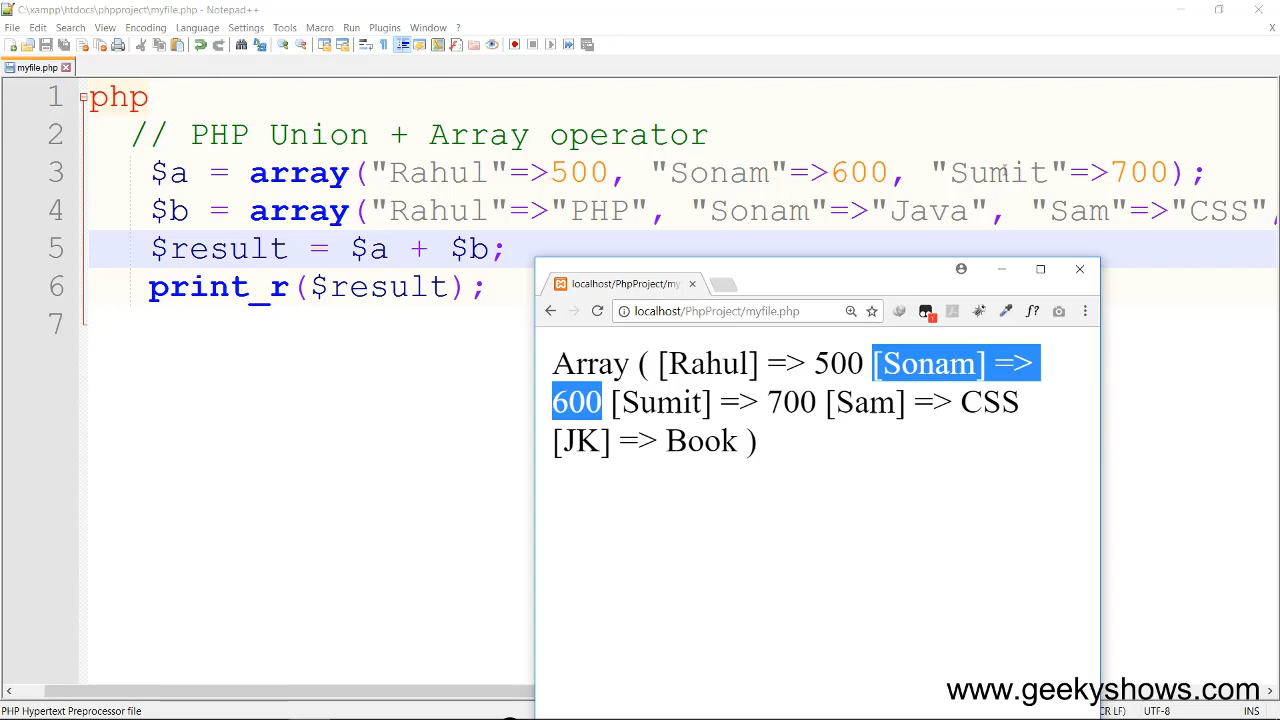 C:\xampp\htdocs\phpproject\myfile.php - Notepad++
File Edit Search View Encoding Language Settings Tools Macro Run Plugins Window ?
myfile.php
1 php
2 // PHP Union + Array operator
3 $a = array("Rahul"=>500, "Sonam"=>600, "Sumit"=>700);
4 $b = array("Rahul"=>"PHP", "Sonam"=>"Java", "Sam"=>"CSS",
5 $result = $a + $b;
6 print_r($result);
7
localhost/PhpProject/my
localhost/PhpProject/myfile.php
Array ( [Rahul] => 500 [Sonam] =>
600 [Sumit] => 700 [Sam] => CSS
[JK] => Book )
www.geekyshows.com
PHP Hypertext Preprocessor file CR LF) UTF-8 INS